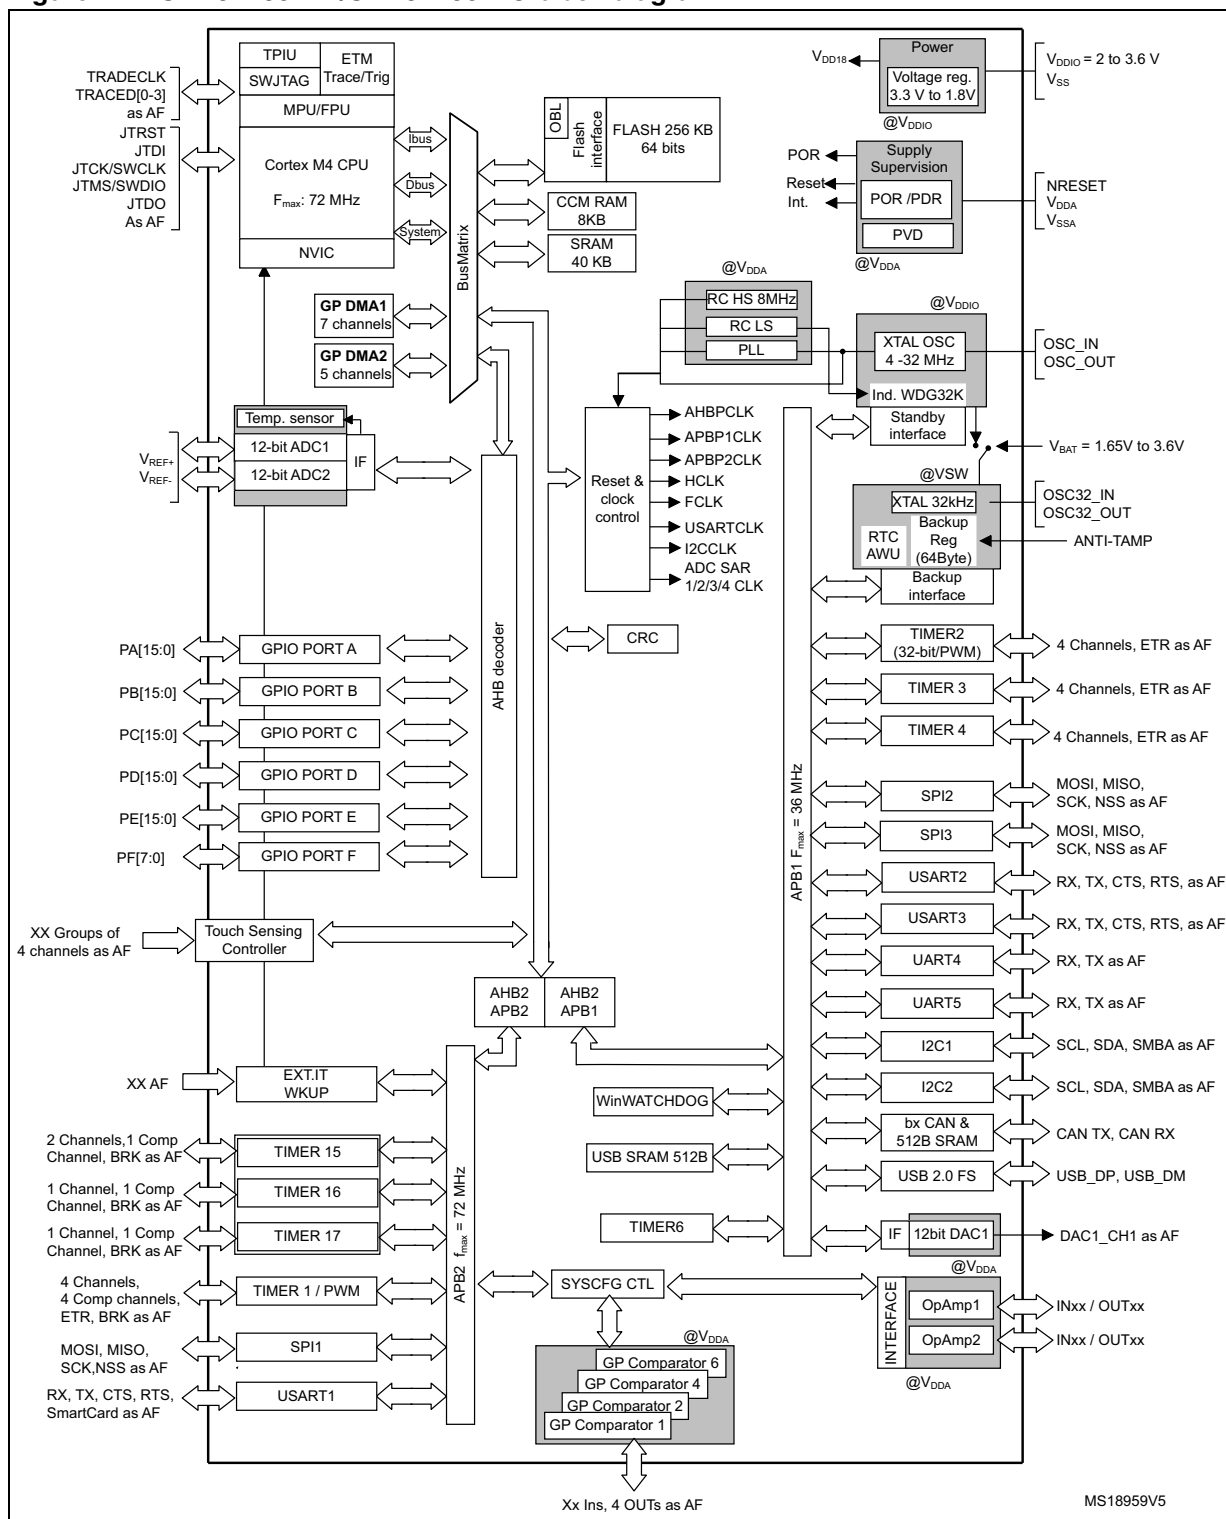 TPIU
ETM
Trace/Trig
SWJTAG
MPU/FPU
Cortex M4 CPU
Fmax: 72 MHz
NVIC
TRADECLK
TRACED[0-3]
as AF
JTRST
JTDI
JTCK/SWCLK
JTMS/SWDIO
JTDO
As AF
Ibus
Dbus
System
BusMatrix
OBL
Flash
interface
FLASH 256 KB
64 bits
CCM RAM
8KB
SRAM
40 KB
GP DMA1
7 channels
GP DMA2
5 channels
VDD18
Power
Voltage reg.
3.3 V to 1.8V
@VDDIO
VDDIO = 2 to 3.6 V
VSS
POR
Reset
Int.
Supply
Supervision
POR /PDR
PVD
@VDDA
NRESET
VDDA
VSSA
@VDDA
RC HS 8MHz
RC LS
PLL
@VDDIO
XTAL OSC
4 -32 MHz
Ind. WDG32K
Standby
interface
OSC_IN
OSC_OUT
VBAT = 1.65V to 3.6V
@VSW
XTAL 32kHz
RTC
AWU
Backup
Reg
(64Byte)
Backup
interface
OSC32_IN
OSC32_OUT
ANTI-TAMP
Reset &
clock
control
AHBPCLK
APBP1CLK
APBP2CLK
HCLK
FCLK
USARTCLK
I2CCLK
ADC SAR
1/2/3/4 CLK
VREF+
VREF-
Temp. sensor
12-bit ADC1
12-bit ADC2
IF
AHB decoder
CRC
PA[15:0]
GPIO PORT A
PB[15:0]
GPIO PORT B
PC[15:0]
GPIO PORT C
PD[15:0]
GPIO PORT D
PE[15:0]
GPIO PORT E
PF[7:0]
GPIO PORT F
XX Groups of
4 channels as AF
Touch Sensing
Controller
AHB2
APB2
AHB2
APB1
APB1 Fmax = 36 MHz
TIMER2
(32-bit/PWM)
4 Channels, ETR as AF
TIMER 3
4 Channels, ETR as AF
TIMER 4
4 Channels, ETR as AF
SPI2
MOSI, MISO,
SCK, NSS as AF
SPI3
MOSI, MISO,
SCK, NSS as AF
USART2
RX, TX, CTS, RTS, as AF
USART3
RX, TX, CTS, RTS, as AF
UART4
RX, TX as AF
UART5
RX, TX as AF
I2C1
SCL, SDA, SMBA as AF
I2C2
SCL, SDA, SMBA as AF
bx CAN &
512B SRAM
CAN TX, CAN RX
USB 2.0 FS
USB_DP, USB_DM
IF
12bit DAC1
DAC1_CH1 as AF
@VDDA
WinWATCHDOG
USB SRAM 512B
TIMER6
XX AF
EXT.IT
WKUP
2 Channels,1 Comp
Channel, BRK as AF
TIMER 15
1 Channel, 1 Comp
Channel, BRK as AF
TIMER 16
1 Channel, 1 Comp
Channel, BRK as AF
TIMER 17
4 Channels,
4 Comp channels,
ETR, BRK as AF
TIMER 1 / PWM
MOSI, MISO,
SCK,NSS as AF
SPI1
RX, TX, CTS, RTS,
SmartCard as AF
USART1
APB2 fmax = 72 MHz
SYSCFG CTL
@VDDA
GP Comparator 6
GP Comparator 4
GP Comparator 2
GP Comparator 1
Xx Ins, 4 OUTs as AF
INTERFACE
OpAmp1
OpAmp2
INxx / OUTxx
INxx / OUTxx
@VDDA
MS18959V5